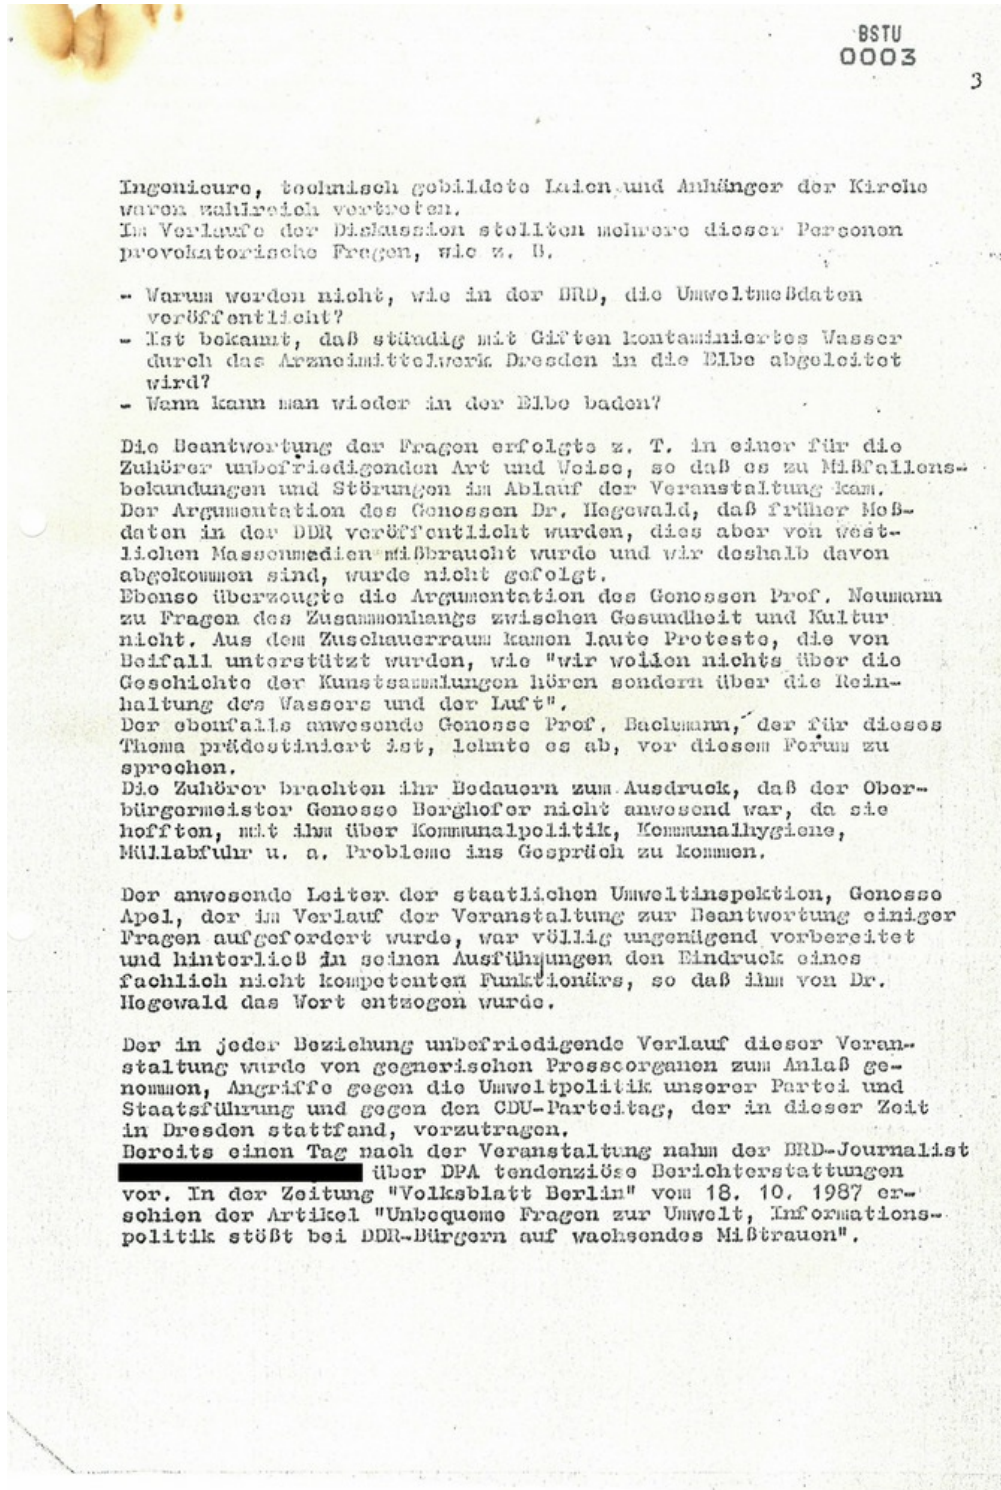 BSTU
0003
3
Ingenieure, technisch gebildete Laien und Anhänger der Kirche
waren zahlreich vertreten.
Im Verlaufe der Diskussion stellten mehrere dieser Personen
provokatorische Fragen, wie z. B.
- Warum werden nicht, wie in der BRD, die Umweltmeßdaten
veröffentlicht?
- Ist bekannt, daß ständig mit Giften kontaminiertes Wasser
durch das Arzneimittelwerk Dresden in die Elbe abgeleitet
wird?
- Wann kann man wieder in der Elbe baden?
Die Beantwortung der Fragen erfolgte z. T. in einer für die
Zuhörer unbefriedigenden Art und Weise, so daß es zu Mißfallens-
bekundungen und Störungen im Ablauf der Veranstaltung kam.
Der Argumentation des Genossen Dr. Hegewald, daß früher Meß-
daten in der DDR veröffentlicht wurden, dies aber von west-
lichen Massenmedien mißbraucht wurde und wir deshalb davon
abgekommen sind, wurde nicht gefolgt.
Ebenso überzeugte die Argumentation des Genossen Prof. Neumann
zu Fragen des Zusammenhangs zwischen Gesundheit und Kultur
nicht. Aus dem Zuschauerraum kamen laute Proteste, die von
Beifall unterstützt wurden, wie "wir wollen nichts über die
Geschichte der Kunstsammlungen hören sondern über die Rein-
haltung des Wassers und der Luft".
Der ebenfalls anwesende Genosse Prof. Bachmann, der für dieses
Thema prädestiniert ist, lehnte es ab, vor diesem Forum zu
sprechen.
Die Zuhörer brachten ihr Bedauern zum Ausdruck, daß der Ober-
bürgermeister Genosse Berghofer nicht anwesend war, da sie
hofften, mit ihm über Kommunalpolitik, Kommunalhygiene,
Müllabfuhr u. a. Probleme ins Gespräch zu kommen.
Der anwesende Leiter der staatlichen Umweltinspektion, Genosse
Apel, der im Verlauf der Veranstaltung zur Beantwortung einiger
Fragen aufgefordert wurde, war völlig ungenügend vorbereitet
und hinterließ in seinen Ausführungen den Eindruck eines
fachlich nicht kompetenten Funktionärs, so daß ihm von Dr.
Hegewald das Wort entzogen wurde.
Der in jeder Beziehung unbefriedigende Verlauf dieser Veran-
staltung wurde von gegnerischen Presseorganen zum Anlaß ge-
nommen, Angriffe gegen die Umweltpolitik unserer Partei und
Staatsführung und gegen den CDU-Parteitag, der in dieser Zeit
in Dresden stattfand, vorzutragen.
Bereits einen Tag nach der Veranstaltung nahm der BRD-Journalist
über DPA tendenziöse Berichterstattungen
vor. In der Zeitung "Volksblatt Berlin" vom 18. 10. 1987 er-
schien der Artikel "Unbequeme Fragen zur Umwelt, Informations-
politik stößt bei DDR-Bürgern auf wachsendes Mißtrauen".